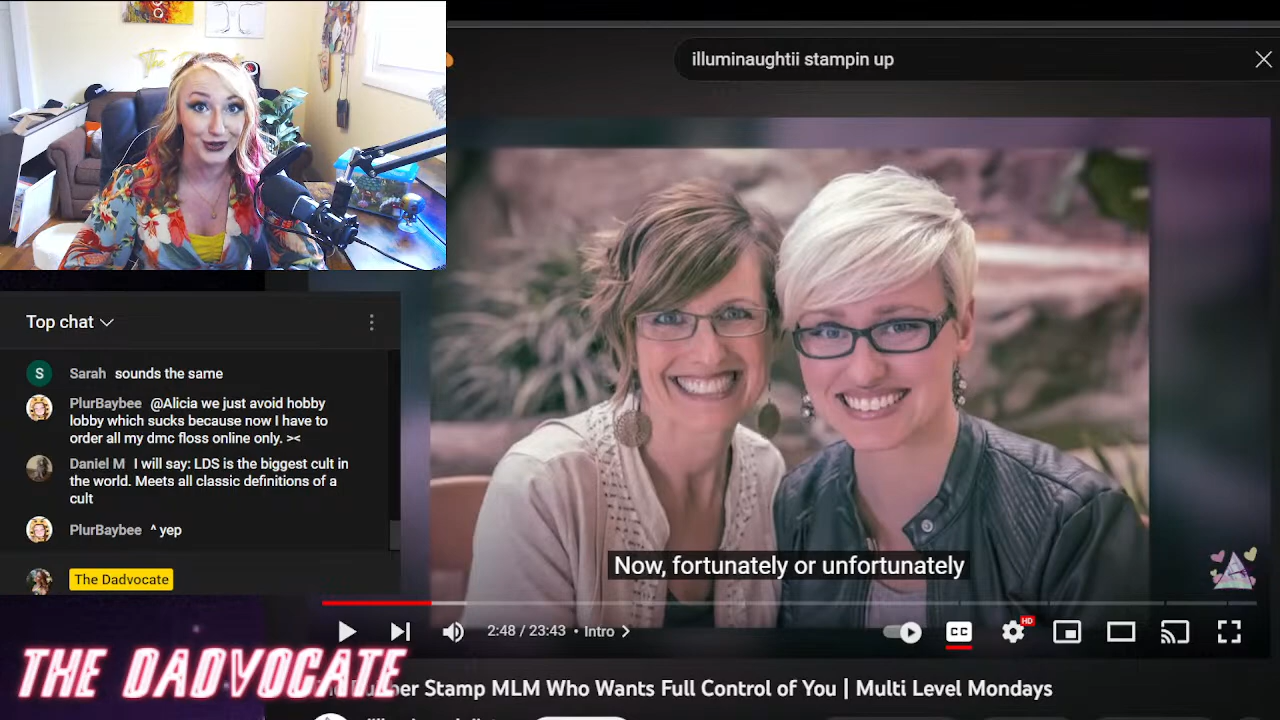 illuminaughtii stampin up
Top chat
Sarah sounds the same
PlurBaybee @Alicia we just avoid hobby
lobby which sucks because now I have to
order all my dmc floss online only. ><
Daniel M I will say: LDS is the biggest cult in
the world. Meets all classic definitions of a
cult
PlurBaybee ^ yep
The Dadvocate
Now, fortunately or unfortunately
2:48 / 23:43 • Intro
CC
HD
THE DADVOCATE
Stamp MLM Who Wants Full Control of You | Multi Level Mondays